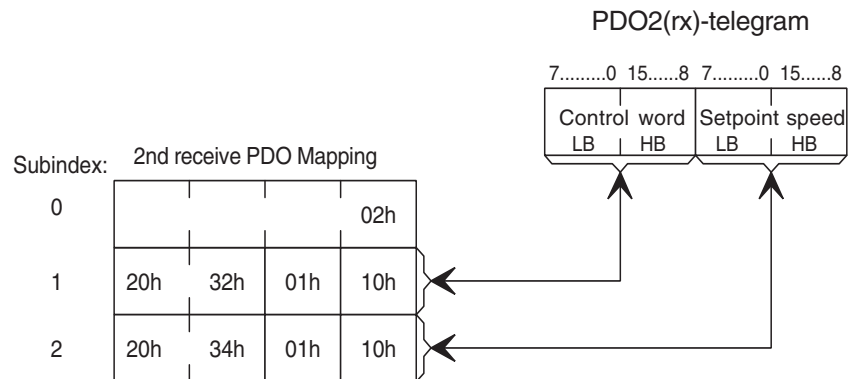 PDO2(rx)-telegram
7.........0 15......8 7.........0 15......8
Control word Setpoint speed
LB HB LB HB
Subindex: 2nd receive PDO Mapping
0 02h
1 20h 32h 01h 10h
2 20h 34h 01h 10h